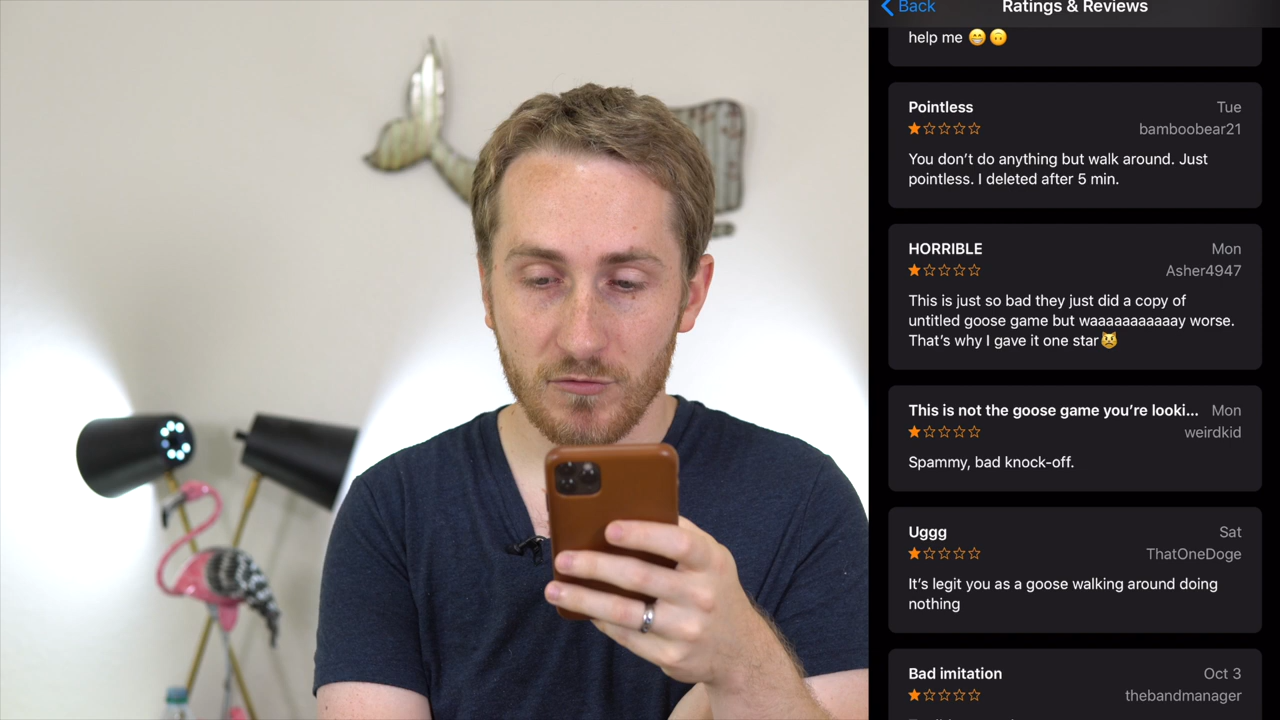 Back
Ratings & Reviews
help me 😁🙃
Pointless
Tue
bamboobear21
You don't do anything but walk around. Just
pointless. I deleted after 5 min.
HORRIBLE
Mon
Asher4947
This is just so bad they just did a copy of
untitled goose game but waaaaaaaaaaay worse.
That's why I gave it one star😾
This is not the goose game you're looki...
Mon
weirdkid
Spammy, bad knock-off.
Uggg
Sat
ThatOneDoge
It's legit you as a goose walking around doing
nothing
Bad imitation
Oct 3
thebandmanager